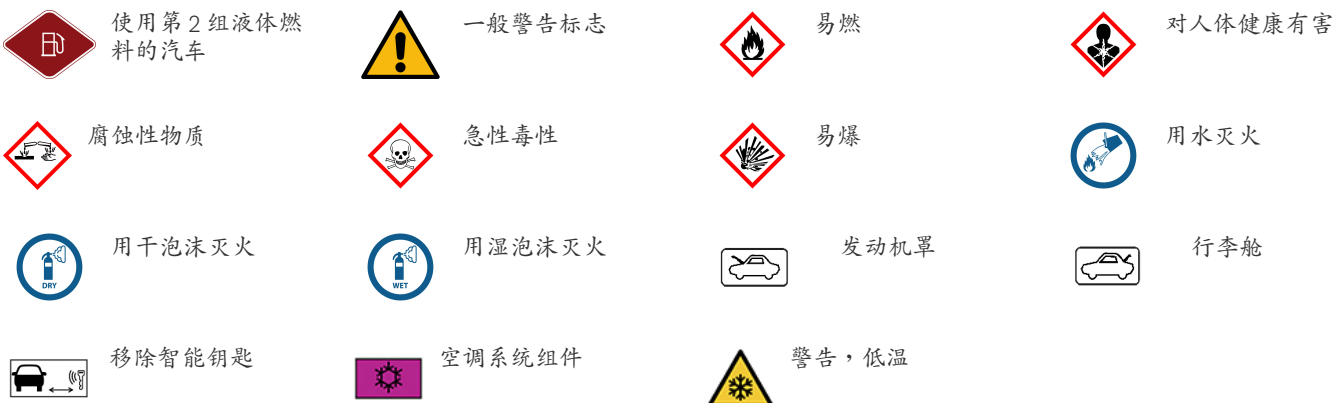 使用第 2 组液体燃
料的汽车
一般警告标志
易燃
对人体健康有害
腐蚀性物质
急性毒性
易爆
用水灭火
用干泡沫灭火
DRY
用湿泡沫灭火
WET
发动机罩
行李舱
移除智能钥匙
空调系统组件
警告，低温